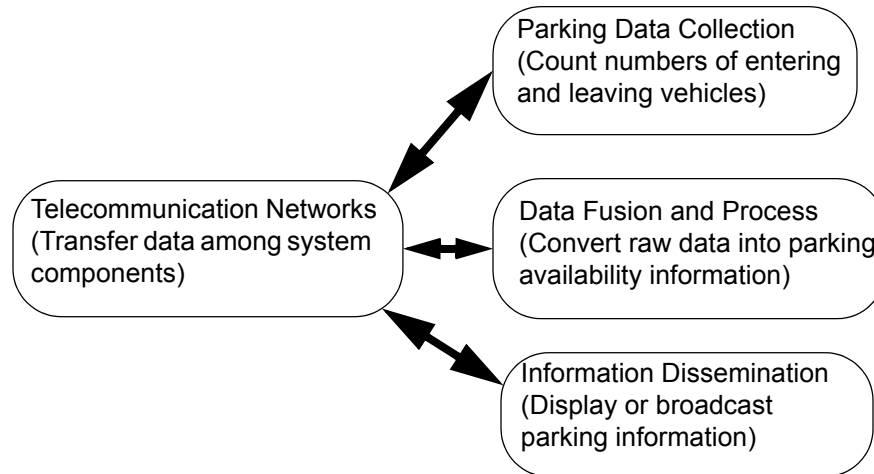 Parking Data Collection
(Count numbers of entering
and leaving vehicles)
Telecommunication Networks
(Transfer data among system
components)
Data Fusion and Process
(Convert raw data into parking
availability information)
Information Dissemination
(Display or broadcast
parking information)